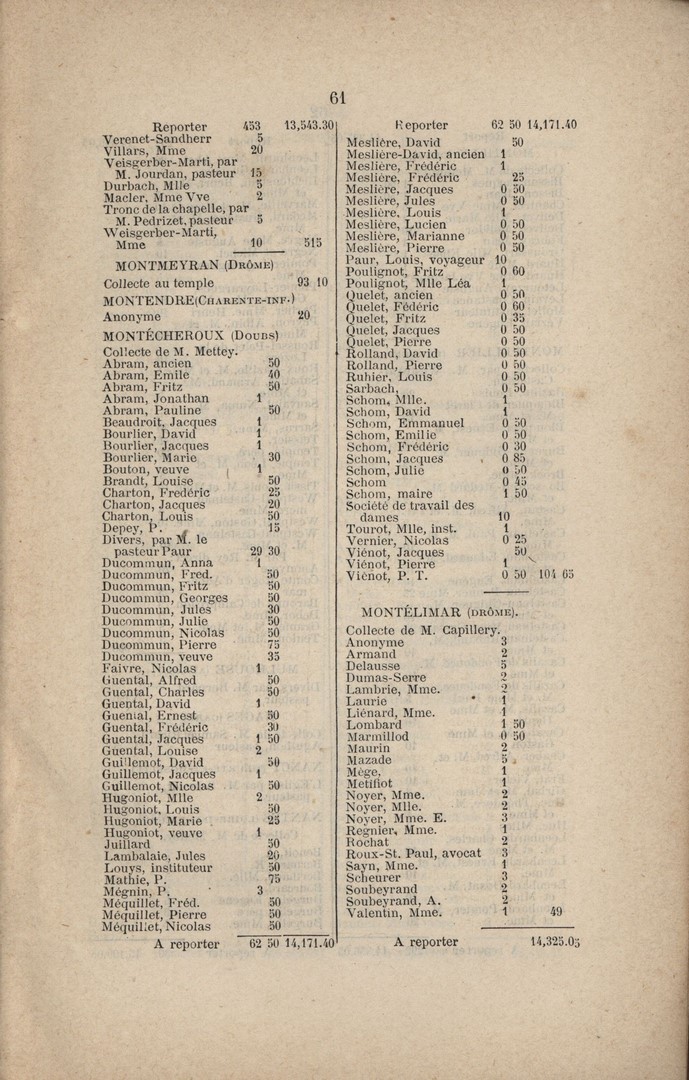 61
Reporter 453 13,543.30
Verenet-Sandherr 5
Villars, Mme 20
Veisgerber-Marti, par
M. Jourdan, pasteur 15
Durbach, Mlle 5
Macler, Mme Vve 2
Tronc de la chapelle, par
M. Pedrizet, pasteur 5
Weisgerber-Marti,
Mme 10 515
MONTMEYRAN (DRÔME)
Collecte au temple 93 10
MONTENDRE (CHARENTE-INF.)
Anonyme 20
MONTÉCHEROUX (DOUBS)
Collecte de M. Mettey.
Abram, ancien 50
Abram, Emile 40
Abram, Fritz 50
Abram, Jonathan 1
Abram, Pauline 50
Beaudroit, Jacques 1
Bourlier, David 1
Bourlier, Jacques 1
Bourlier, Marie 30
Bouton, veuve 1
Brandt, Louise 50
Charton, Frédéric 25
Charton, Jacques 20
Charton, Louis 50
Depey, P. 15
Divers, par M. le
pasteur Paur 29 30
Ducommun, Anna 1
Ducommun, Fred. 50
Ducommun, Fritz 50
Ducommun, Georges 50
Ducommun, Jules 30
Ducommun, Julie 50
Ducommun, Nicolas 50
Ducommun, Pierre 75
Ducommun, veuve 35
Faivre, Nicolas 1
Guental, Alfred 50
Guental, Charles 50
Guental, David 1
Guental, Ernest 50
Guental, Frédéric 30
Guental, Jacques 1 50
Guental, Louise 2
Guillemot, David 50
Guillemot, Jacques 1
Guillemot, Nicolas 50
Hugoniot, Mlle 2
Hugoniot, Louis 50
Hugoniot, Marie 25
Hugoniot, veuve 1
Juillard 50
Lambalaie, Jules 20
Louys, instituteur 50
Mathie, P. 75
Mégnin, P. 3
Méquillet, Fréd. 50
Méquillet, Pierre 50
Méquillet, Nicolas 50
A reporter 62 50 14,171.40
Reporter 62 50 14,171.40
Meslière, David 50
Meslière-David, ancien 1
Meslière, Frédéric 1
Meslière, Frédéric 25
Meslière, Jacques 0 50
Meslière, Jules 0 50
Meslière, Louis 1
Meslière, Lucien 0 50
Meslière, Marianne 0 50
Meslière, Pierre 0 50
Paur, Louis, voyageur 10
Poulignot, Fritz 0 60
Poulignot, Mlle Léa 1
Quelet, ancien 0 50
Quelet, Fédéric 0 60
Quelet, Fritz 0 35
Quelet, Jacques 0 50
Quelet, Pierre 0 50
Rolland, David 0 50
Rolland, Pierre 0 50
Ruhier, Louis 0 50
Sarbach, 0 50
Schom, Mlle. 1
Schom, David 1
Schom, Emmanuel 0 50
Schom, Emilie 0 50
Schom, Frédéric 0 30
Schom, Jacques 0 85
Schom, Julie 0 50
Schom 0 45
Schom, maire 1 50
Société de travail des
dames 10
Tourot, Mlle, inst. 1
Vernier, Nicolas 0 25
Viénot, Jacques 50
Viénot, Pierre 1
Viénot, P. T. 0 50 104 65
MONTÉLIMAR (DRÔME).
Collecte de M. Capillery.
Anonyme 3
Armand 2
Delausse 5
Dumas-Serre 2
Lambrie, Mme. 2
Laurie 1
Liénard, Mme. 1
Lombard 1 50
Marmillod 0 50
Maurin 2
Mazade 5
Mège, 1
Metifiot 1
Noyer, Mme. 2
Noyer, Mlle. 2
Noyer, Mme. E. 3
Regnier, Mme. 1
Rochat 2
Roux-St. Paul, avocat 3
Sayn, Mme. 1
Scheurer 3
Soubeyrand 2
Soubeyrand, A. 2
Valentin, Mme. 1 49
A reporter 14,325.05